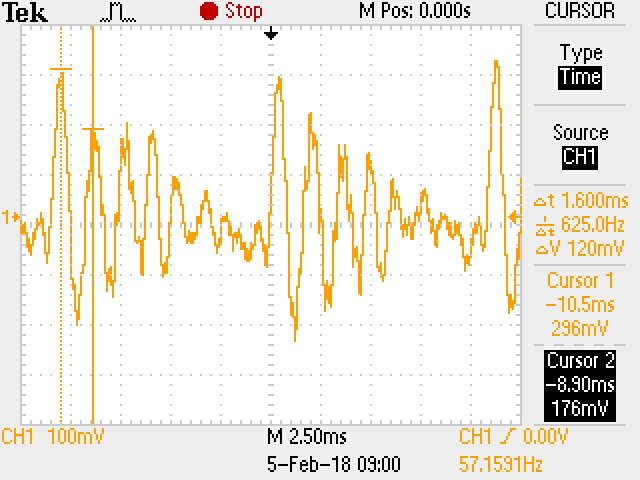 Tek Stop M Pos: 0.000s CURSOR
Type
Time
Source
CH1
1
Δt 1.600ms
1/Δt 625.0Hz
ΔV 120mV
Cursor 1
−10.5ms
296mV
Cursor 2
−8.90ms
176mV
CH1 100mV M 2.50ms CH1 0.00V
5-Feb-18 09:00 57.1591Hz